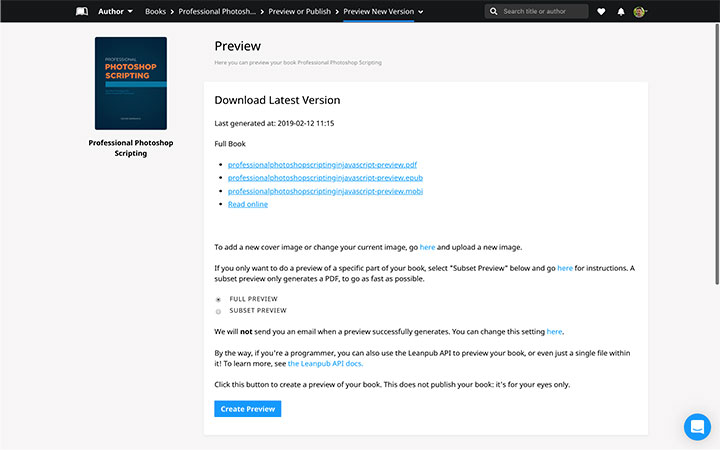 Author Books Professional Photosh... Preview or Publish Preview New Version Search title or author
PROFESSIONAL
PHOTOSHOP
SCRIPTING
Professional Photoshop
Scripting
Preview
Here you can preview your book Professional Photoshop Scripting
Download Latest Version
Last generated at: 2019-02-12 11:15
Full Book
professionalphotoshopscriptinginjavascript-preview.pdf
professionalphotoshopscriptinginjavascript-preview.epub
professionalphotoshopscriptinginjavascript-preview.mobi
Read online
To add a new cover image or change your current image, go here and upload a new image.
If you only want to do a preview of a specific part of your book, select "Subset Preview" below and go here for instructions. A
subset preview only generates a PDF, to go as fast as possible.
FULL PREVIEW
SUBSET PREVIEW
We will not send you an email when a preview successfully generates. You can change this setting here.
By the way, if you're a programmer, you can also use the Leanpub API to preview your book, or even just a single file within
it! To learn more, see the Leanpub API docs.
Click this button to create a preview of your book. This does not publish your book: it's for your eyes only.
Create Preview